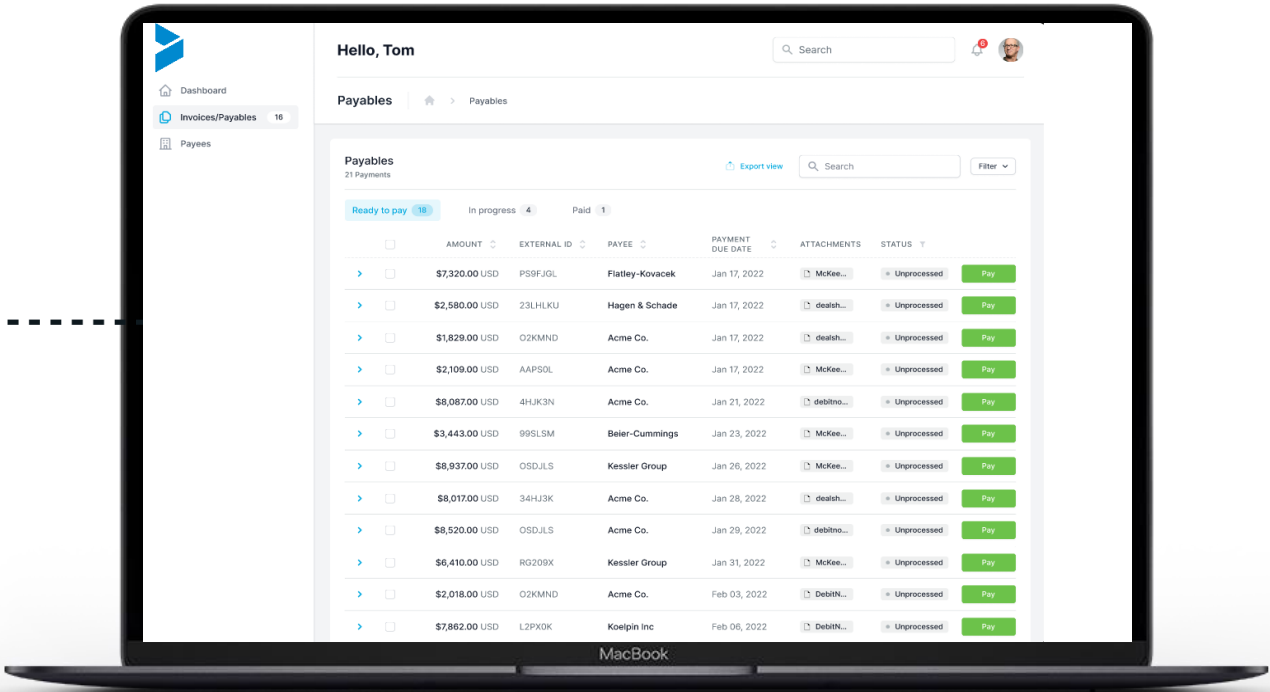 Hello, Tom
Search
6
Dashboard
Invoices/Payables 16
Payees
Payables > Payables
Payables
21 Payments
Export view
Search
Filter
Ready to pay 18 In progress 4 Paid 1
AMOUNT EXTERNAL ID PAYEE PAYMENT DUE DATE ATTACHMENTS STATUS
$7,320.00 USD PS9FJGL Flatley-Kovacek Jan 17, 2022 McKee... Unprocessed Pay
$2,580.00 USD 23LHLKU Hagen & Schade Jan 17, 2022 dealsh... Unprocessed Pay
$1,829.00 USD O2KMND Acme Co. Jan 17, 2022 dealsh... Unprocessed Pay
$2,109.00 USD AAPS0L Acme Co. Jan 17, 2022 McKee... Unprocessed Pay
$8,087.00 USD 4HJK3N Acme Co. Jan 21, 2022 debitno... Unprocessed Pay
$3,443.00 USD 99SLSM Beier-Cummings Jan 23, 2022 McKee... Unprocessed Pay
$8,937.00 USD OSDJLS Kessler Group Jan 26, 2022 McKee... Unprocessed Pay
$8,017.00 USD 34HJ3K Acme Co. Jan 28, 2022 dealsh... Unprocessed Pay
$8,520.00 USD OSDJLS Acme Co. Jan 29, 2022 debitno... Unprocessed Pay
$6,410.00 USD RG209X Kessler Group Jan 31, 2022 McKee... Unprocessed Pay
$2,018.00 USD O2KMND Acme Co. Feb 03, 2022 DebitN... Unprocessed Pay
$7,862.00 USD L2PX0K Koelpin Inc Feb 06, 2022 DebitN... Unprocessed Pay
MacBook